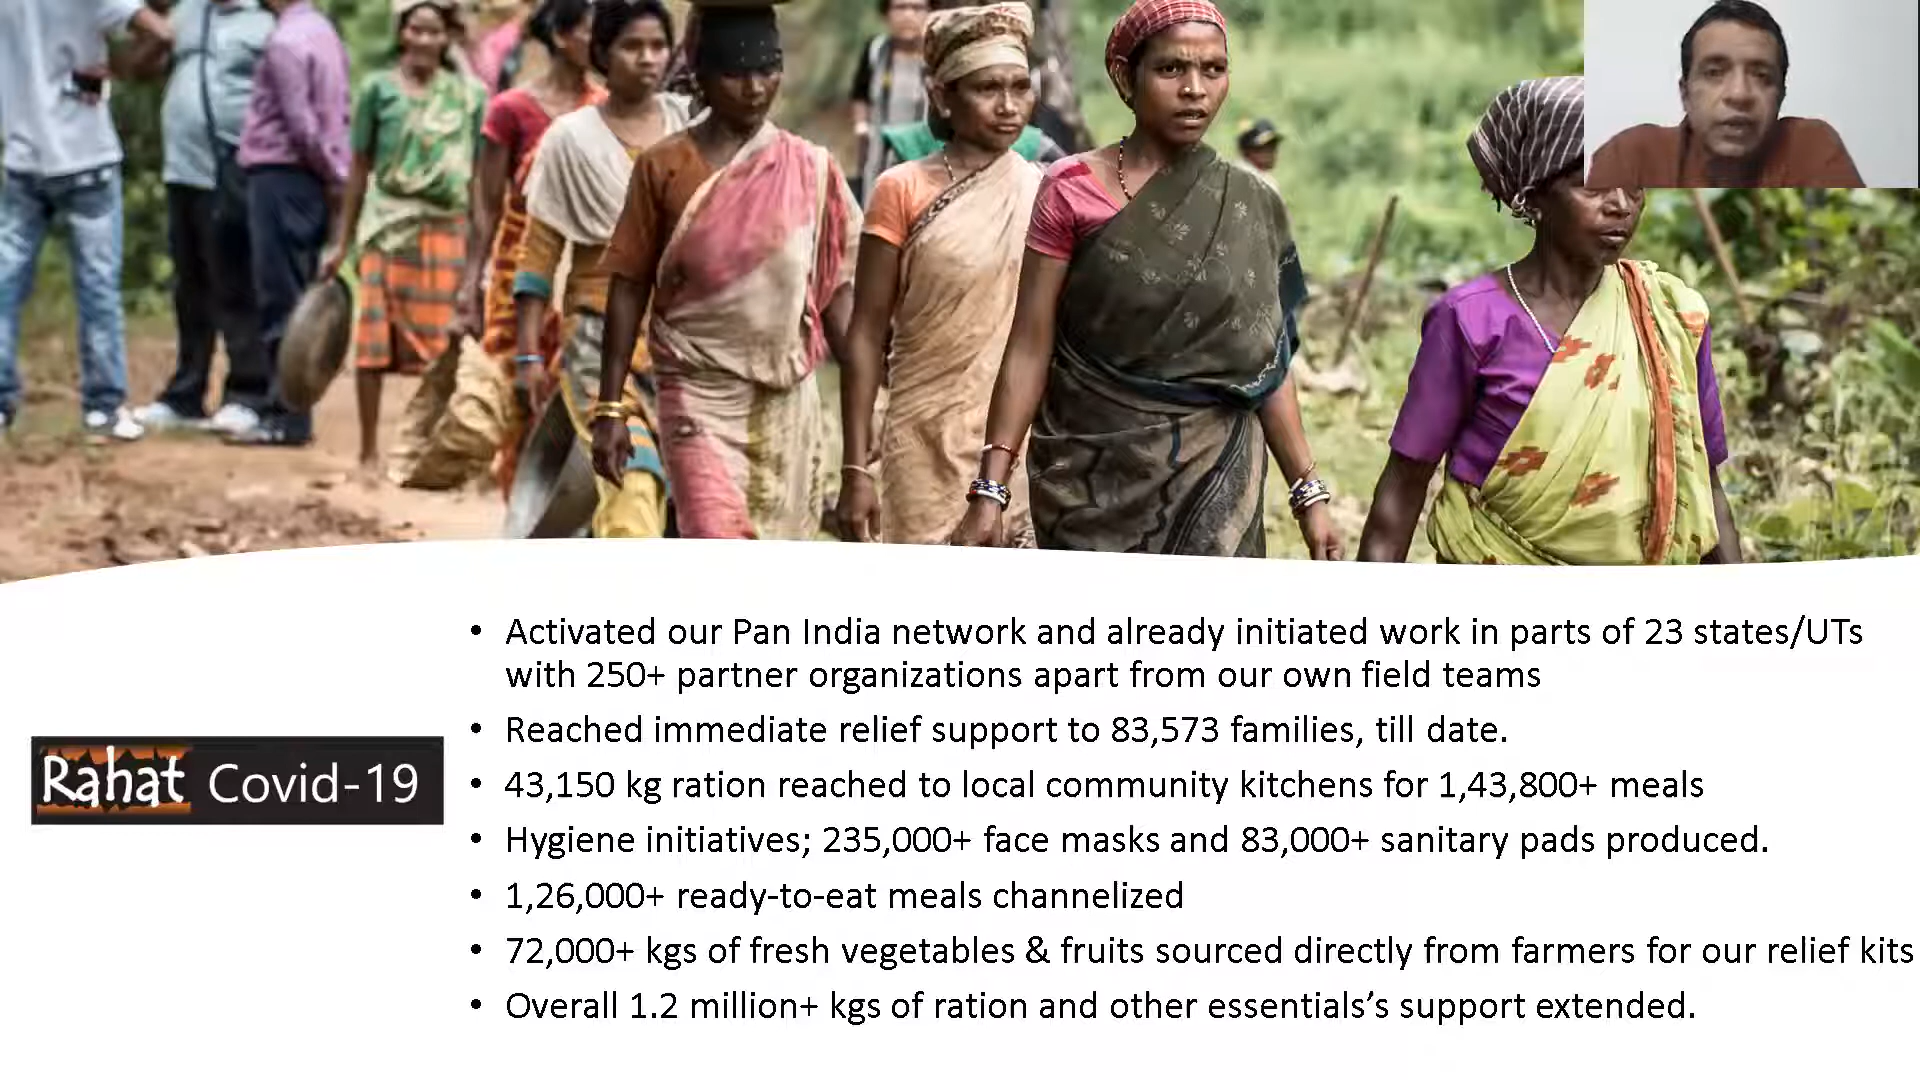 Rahat Covid-19
• Activated our Pan India network and already initiated work in parts of 23 states/UTs
with 250+ partner organizations apart from our own field teams
• Reached immediate relief support to 83,573 families, till date.
• 43,150 kg ration reached to local community kitchens for 1,43,800+ meals
• Hygiene initiatives; 235,000+ face masks and 83,000+ sanitary pads produced.
• 1,26,000+ ready-to-eat meals channelized
• 72,000+ kgs of fresh vegetables & fruits sourced directly from farmers for our relief kits
• Overall 1.2 million+ kgs of ration and other essentials’s support extended.